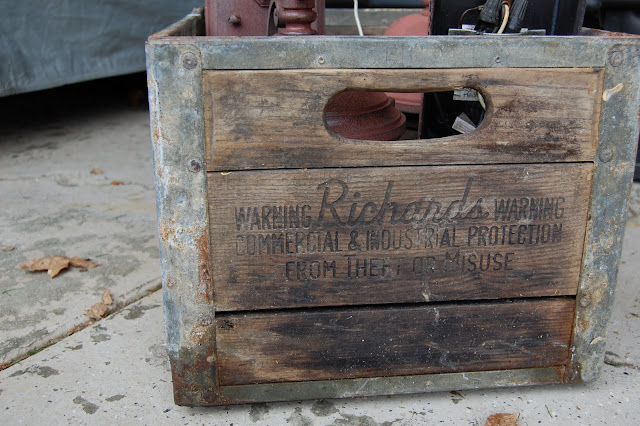 WARNING Richards WARNING
COMMERCIAL & INDUSTRIAL PROTECTION
FROM THEFT OR MISUSE